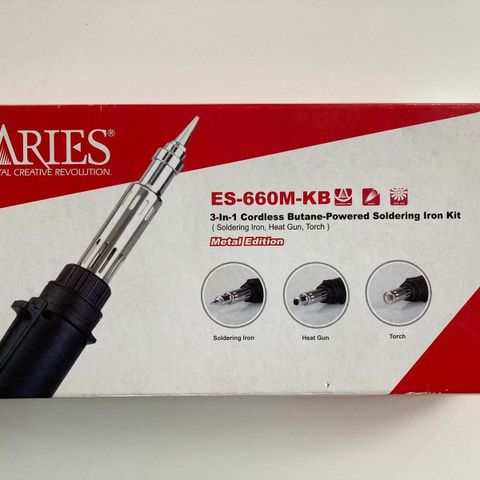 ARIES®
TAL CREATIVE REVOLUTION.
ES-660M-KB
3-In-1 Cordless Butane-Powered Soldering Iron Kit
( Soldering Iron, Heat Gun, Torch )
Metal Edition
Soldering Iron
Heat Gun
Torch